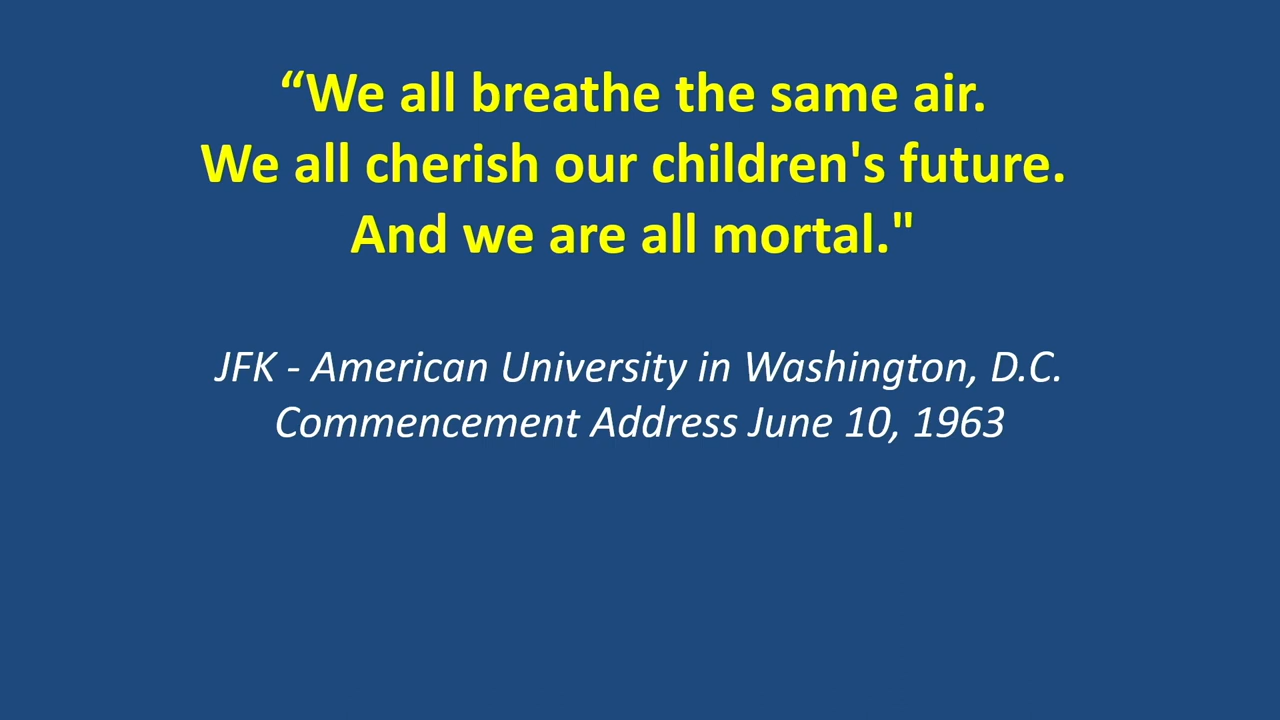 “We all breathe the same air.
We all cherish our children's future.
And we are all mortal."
JFK - American University in Washington, D.C.
Commencement Address June 10, 1963